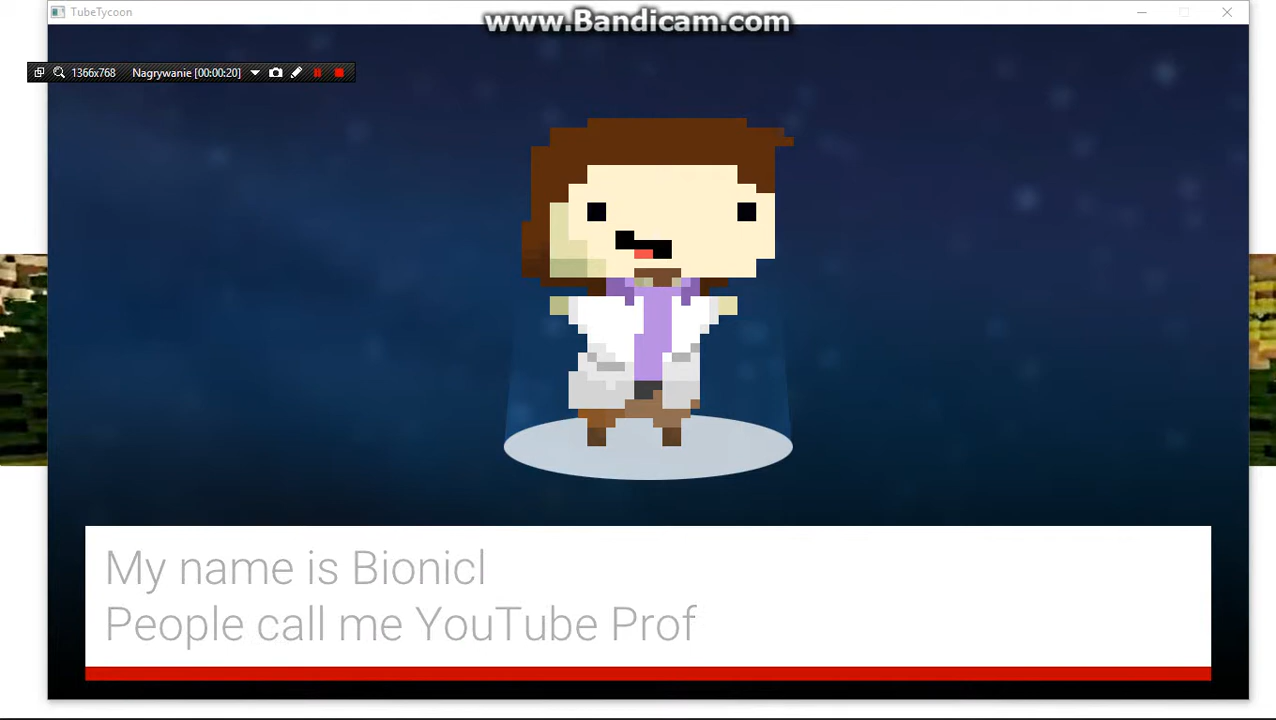 TubeTycoon
www.Bandicam.com
1366x768 Nagrywanie [00:00:20]
My name is Bionicl
People call me YouTube Prof